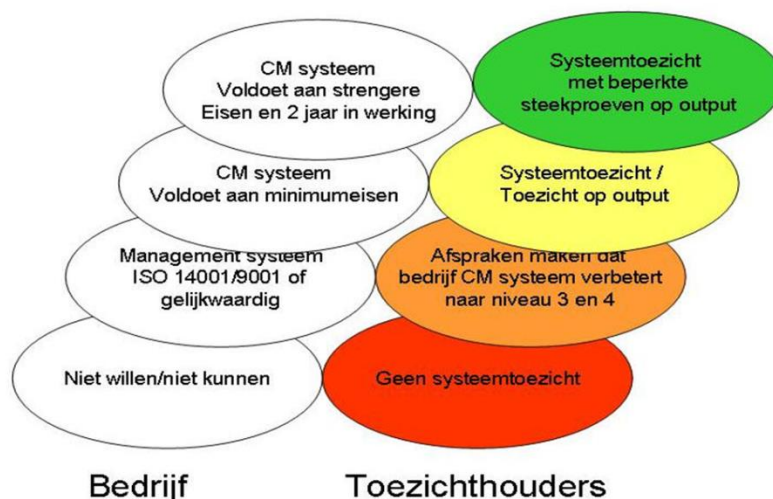 CM systeem
Voldoet aan strengere
Eisen en 2 jaar in werking
Systeemtoezicht
met beperkte
steekproeven op output
CM systeem
Voldoet aan minimumeisen
Systeemtoezicht /
Toezicht op output
Management systeem
ISO 14001/9001 of
gelijkwaardig
Afspraken maken dat
bedrijf CM systeem verbetert
naar niveau 3 en 4
Niet willen/niet kunnen
Geen systeemtoezicht
Bedrijf
Toezichthouders